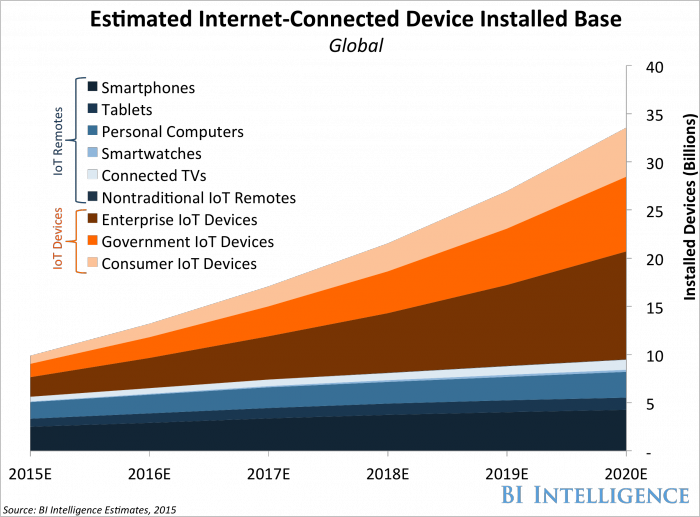 Estimated Internet-Connected Device Installed Base
Global
IoT Remotes
Smartphones
Tablets
Personal Computers
Smartwatches
Connected TVs
Nontraditional IoT Remotes
IoT Devices
Enterprise IoT Devices
Government IoT Devices
Consumer IoT Devices
40
35
30
25
20
15
10
5
-
Installed Devices (Billions)
2015E 2016E 2017E 2018E 2019E 2020E
Source: BI Intelligence Estimates, 2015
BI INTELLIGENCE